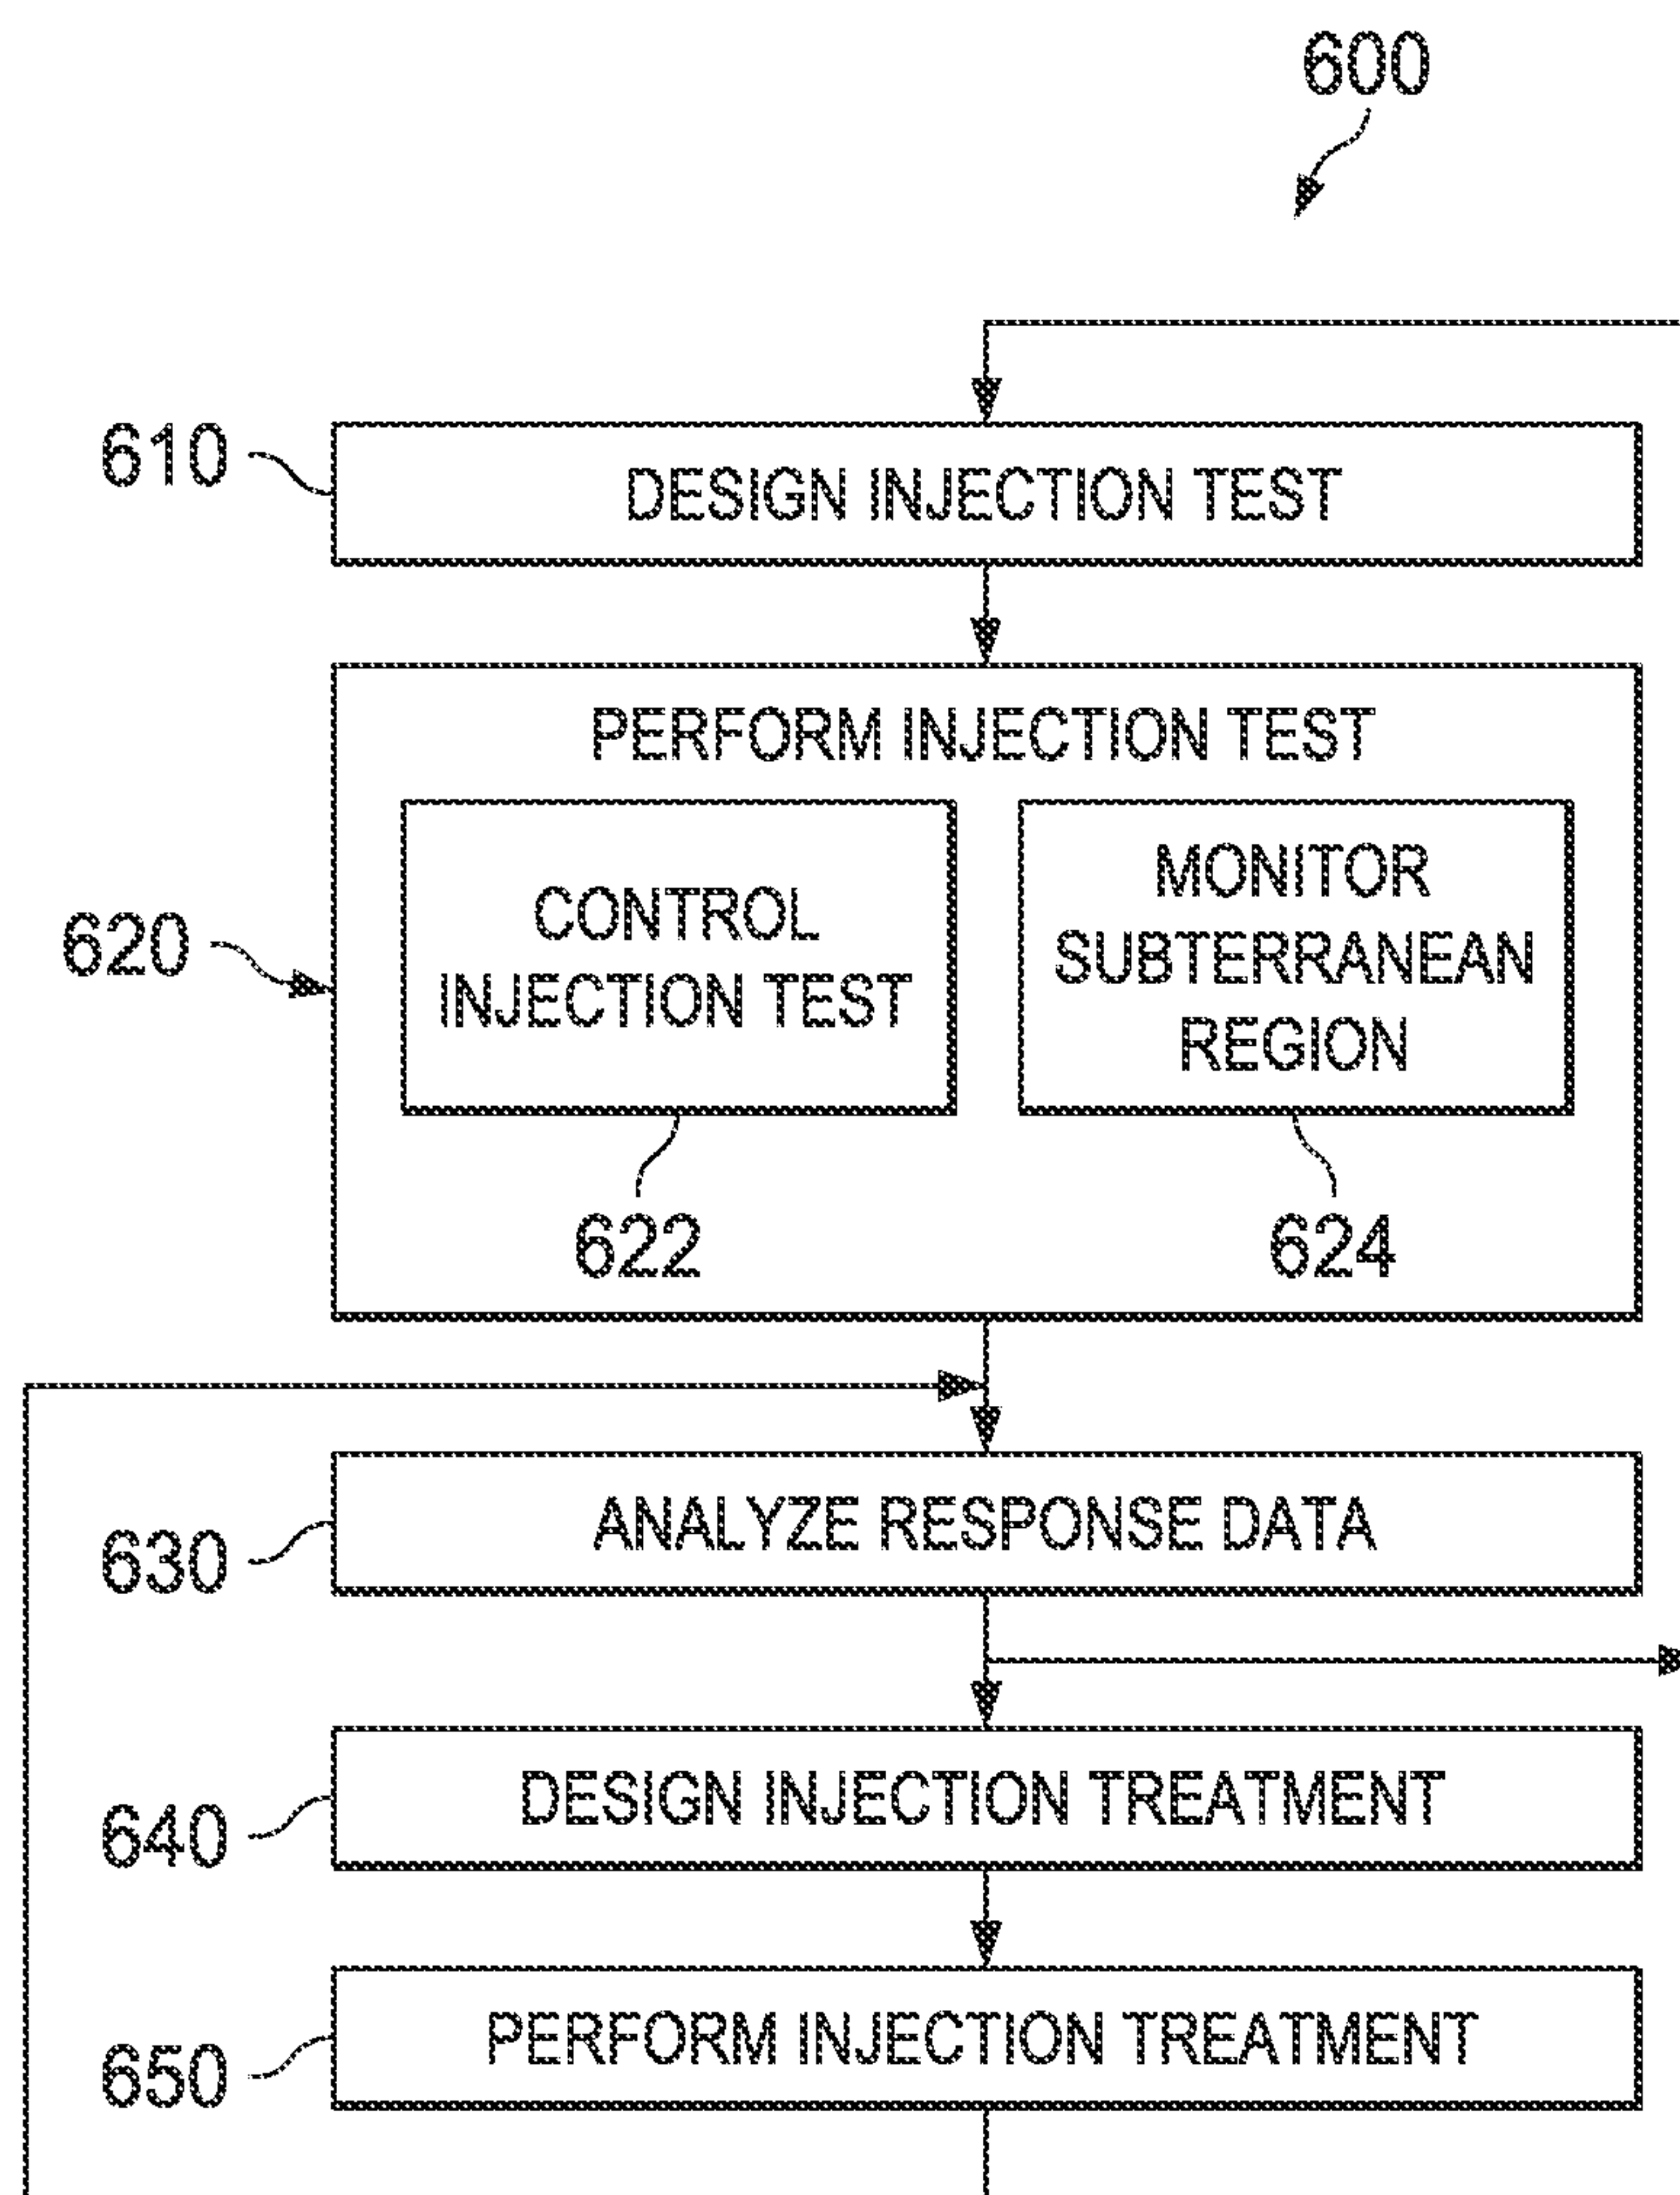 600
610
DESIGN INJECTION TEST
PERFORM INJECTION TEST
CONTROL
INJECTION TEST
MONITOR
SUBTERRANEAN
REGION
620
622
624
630
ANALYZE RESPONSE DATA
640
DESIGN INJECTION TREATMENT
650
PERFORM INJECTION TREATMENT